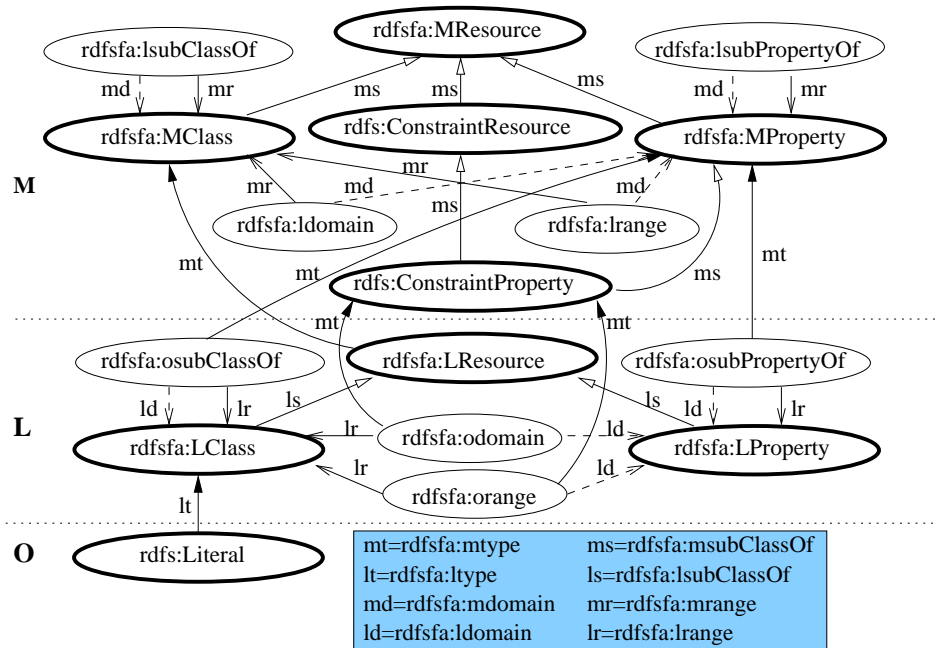 rdfsfa:MResource
rdfsfa:lsubClassOf
rdfsfa:lsubPropertyOf
md
mr
ms
ms
ms
md
mr
rdfsfa:MClass
rdfs:ConstraintResource
rdfsfa:MProperty
M
mr
md
mr
md
rdfsfa:ldomain
ms
rdfsfa:lrange
mt
mt
rdfs:ConstraintProperty
ms
mt
mt
mt
rdfsfa:osubClassOf
rdfsfa:LResource
rdfsfa:osubPropertyOf
ld
lr
ls
ls
ld
lr
L
rdfsfa:LClass
lr
rdfsfa:odomain
ld
rdfsfa:LProperty
lr
rdfsfa:orange
ld
lt
O
rdfs:Literal
mt=rdfsfa:mtype
ms=rdfsfa:msubClassOf
lt=rdfsfa:ltype
ls=rdfsfa:lsubClassOf
md=rdfsfa:mdomain
mr=rdfsfa:mrange
ld=rdfsfa:ldomain
lr=rdfsfa:lrange